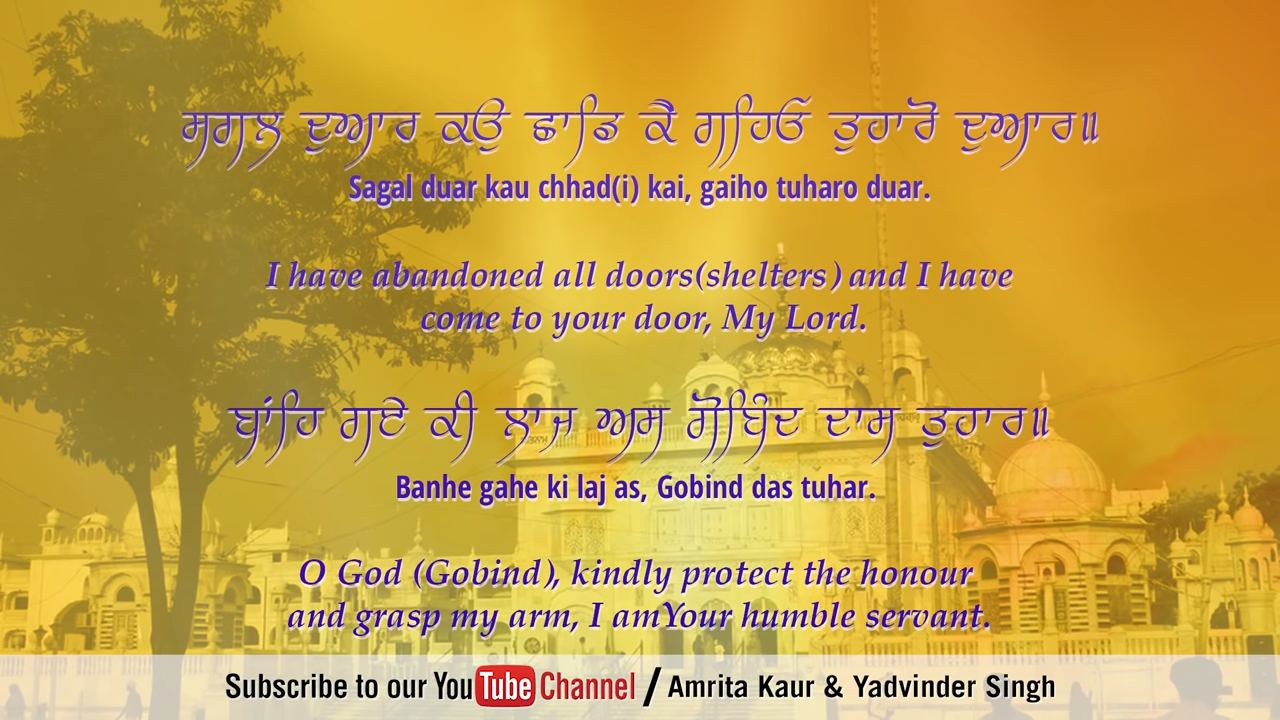 ਸਗਲ ਦੁਆਰ ਕਉ ਛਾਡਿ ਕੈ ਗਹਿਓ ਤੁਹਾਰੋ ਦੁਆਰ॥
Sagal duar kau chhad(i) kai, gaiho tuharo duar.
I have abandoned all doors(shelters) and I have
come to your door, My Lord.
ਬਾਂਹਿ ਗਏ ਕੀ ਲਾਜ ਅਸ ਗੋਬਿੰਦ ਦਾਸ ਤੁਹਾਰ॥
Banhe gahe ki laj as, Gobind das tuhar.
O God (Gobind), kindly protect the honour
and grasp my arm, I amYour humble servant.
Subscribe to our YouTube Channel / Amrita Kaur & Yadvinder Singh